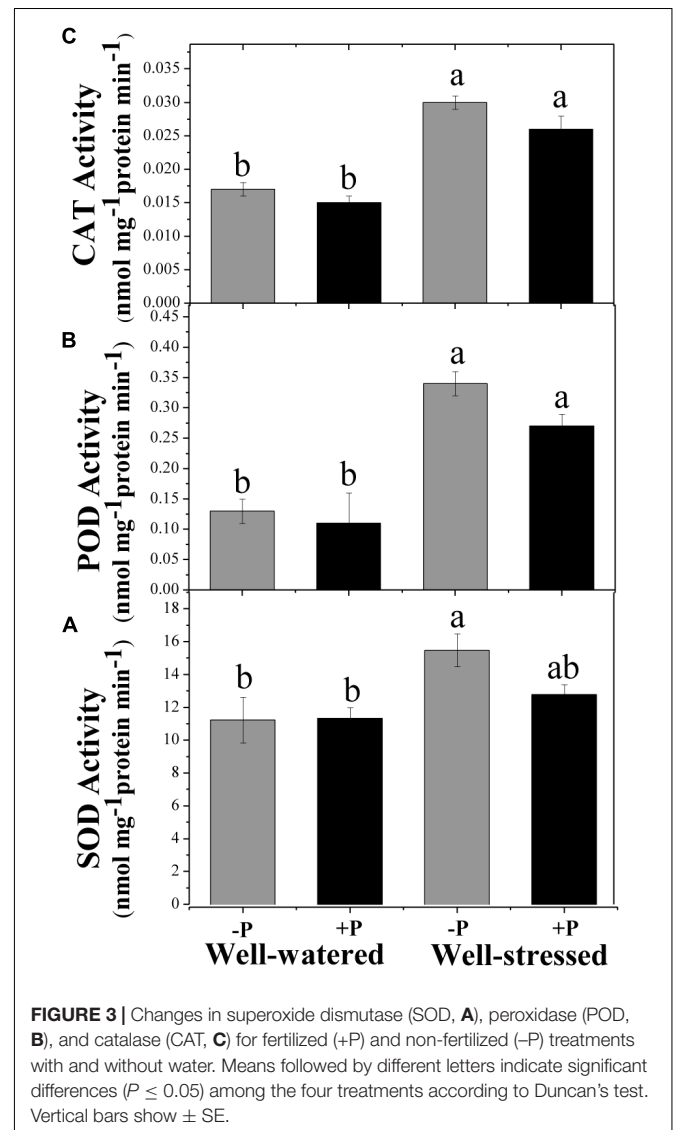 C
CAT Activity
(nmol mg-1protein min-1)
0.035
0.030
0.025
0.020
0.015
0.010
0.005
0.000
b
b
a
a
B
POD Activity
(nmol mg-1protein min-1)
0.45
0.40
0.35
0.30
0.25
0.20
0.15
0.10
0.05
0.00
b
b
a
a
A
SOD Activity
(nmol mg-1protein min-1)
18
16
14
12
10
8
6
4
2
0
b
b
a
ab
-P +P -P +P
Well-watered Well-stressed
FIGURE 3 | Changes in superoxide dismutase (SOD, A), peroxidase (POD,
B), and catalase (CAT, C) for fertilized (+P) and non-fertilized (–P) treatments
with and without water. Means followed by different letters indicate significant
differences (P ≤ 0.05) among the four treatments according to Duncan's test.
Vertical bars show ± SE.